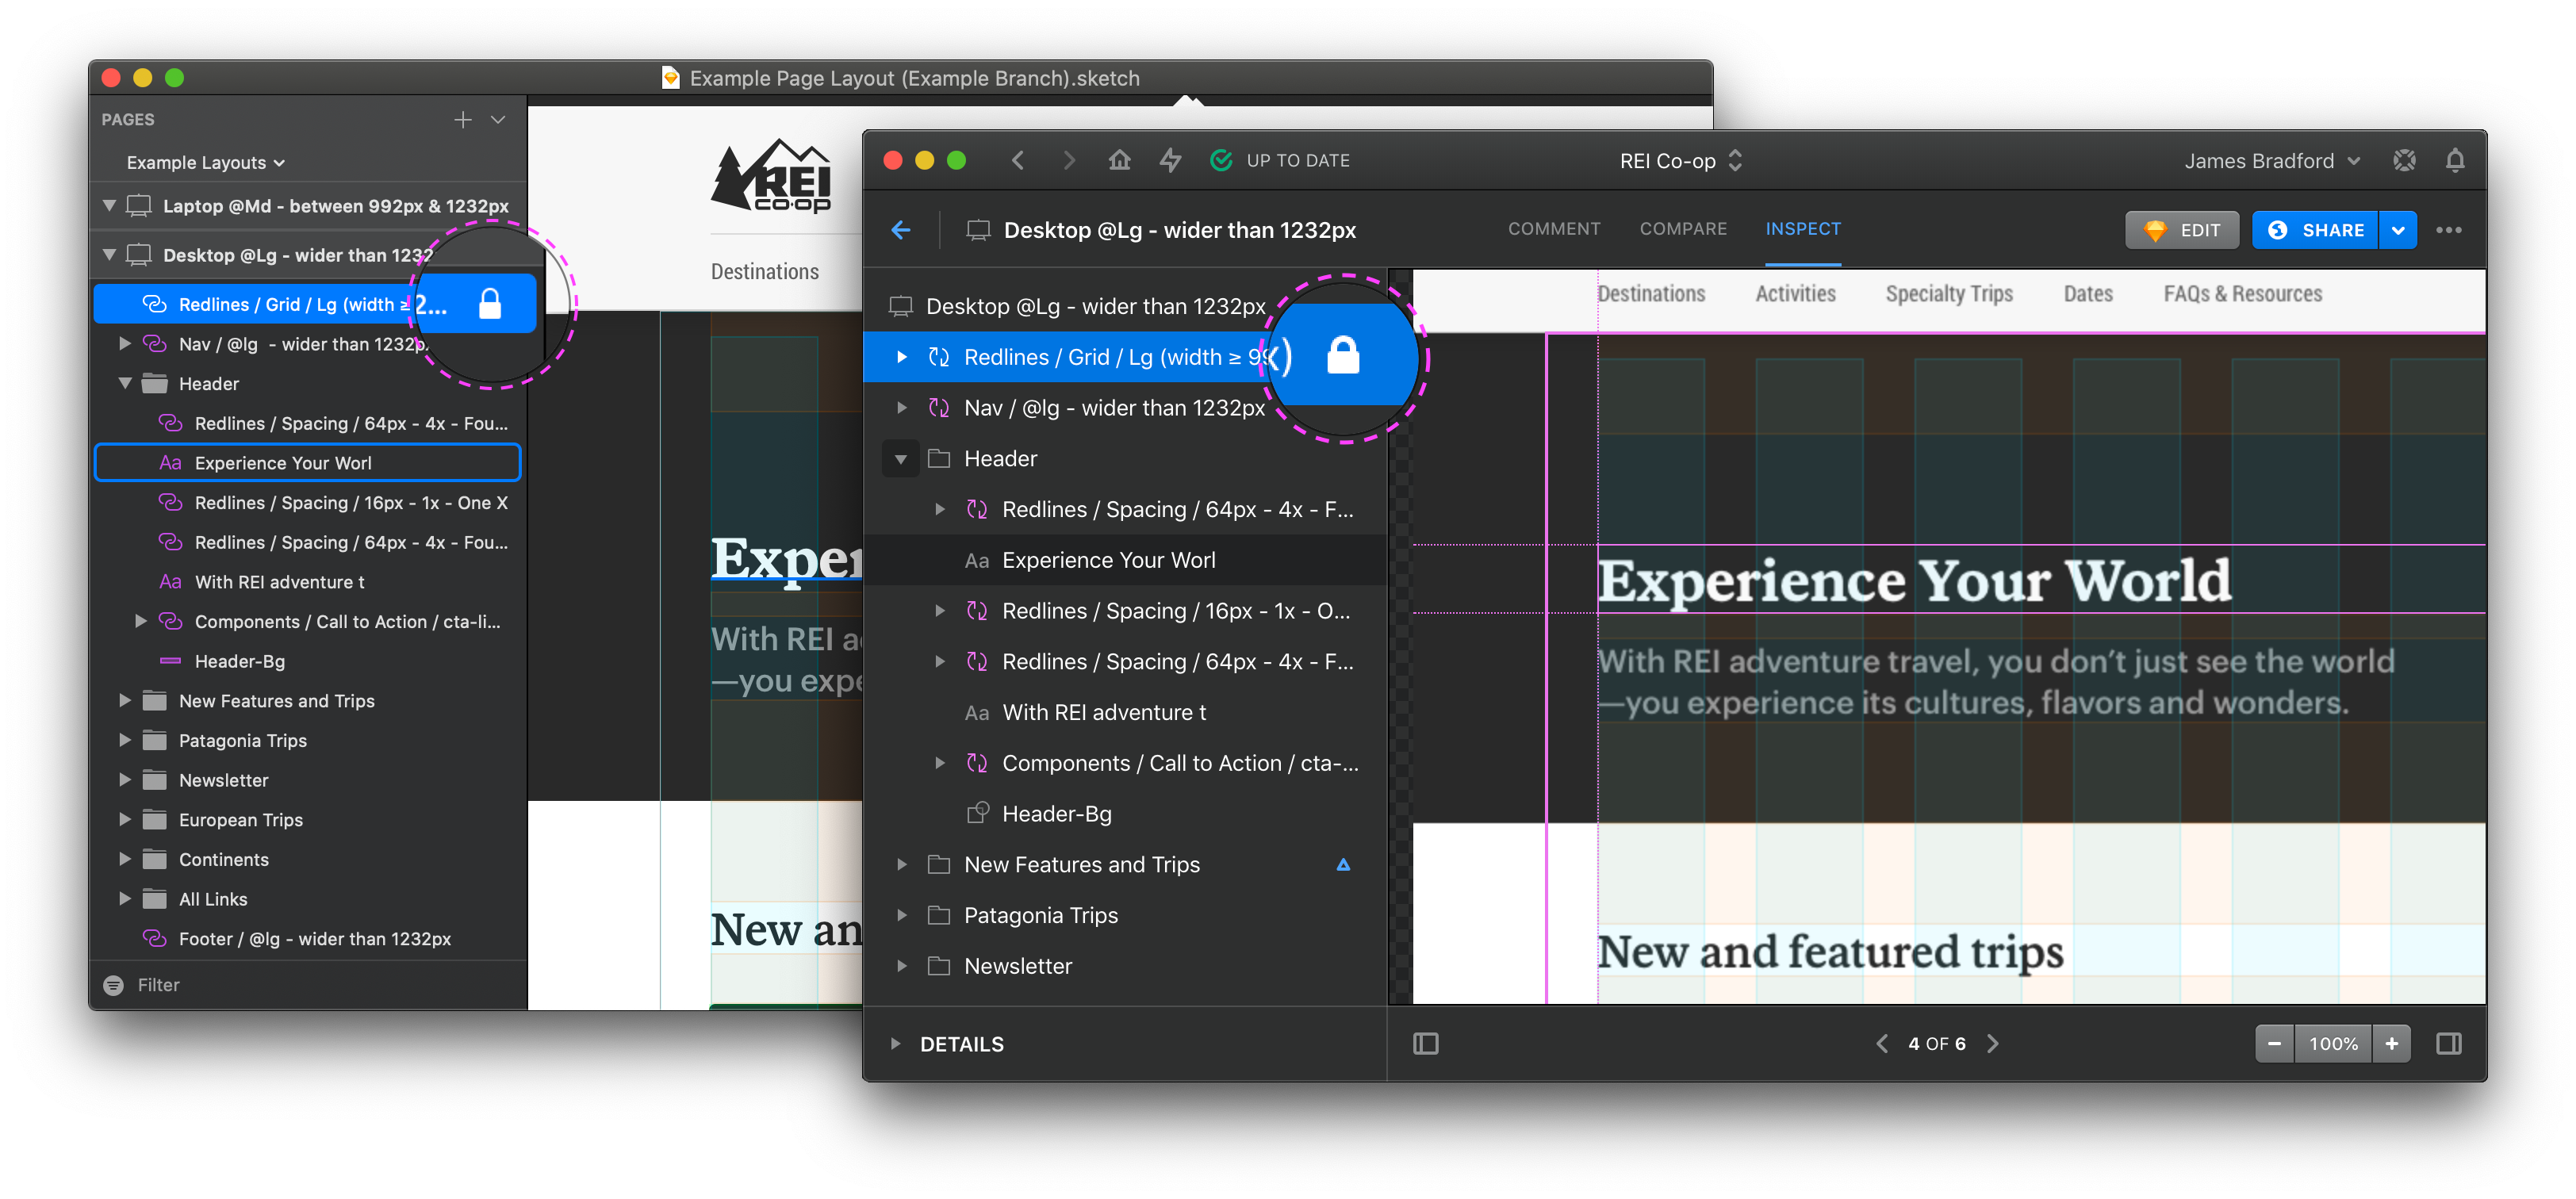 Example Page Layout (Example Branch).sketch
PAGES
Example Layouts
Laptop @Md - between 992px & 1232px
Desktop @Lg - wider than 1232
Redlines / Grid / Lg (width ≥ 2...
Nav / @lg - wider than 1232p
Header
Redlines / Spacing / 64px - 4x - Fou...
Aa Experience Your Worl
Redlines / Spacing / 16px - 1x - One X
Redlines / Spacing / 64px - 4x - Fou...
Aa With REI adventure t
Components / Call to Action / cta-li...
Header-Bg
New Features and Trips
Patagonia Trips
Newsletter
European Trips
Continents
All Links
Footer / @lg - wider than 1232px
Filter
REI
CO·OP
Destinations
Exper
With REI a
—you expe
New an
UP TO DATE
REI Co-op
James Bradford
Desktop @Lg - wider than 1232px
COMMENT
COMPARE
INSPECT
EDIT
SHARE
Desktop @Lg - wider than 1232px
Redlines / Grid / Lg (width ≥ 99x)
Nav / @lg - wider than 1232px
Header
Redlines / Spacing / 64px - 4x - F...
Aa Experience Your Worl
Redlines / Spacing / 16px - 1x - O...
Redlines / Spacing / 64px - 4x - F...
Aa With REI adventure t
Components / Call to Action / cta-...
Header-Bg
New Features and Trips
Patagonia Trips
Newsletter
DETAILS
Destinations Activities Specialty Trips Dates FAQs & Resources
Experience Your World
With REI adventure travel, you don't just see the world
—you experience its cultures, flavors and wonders.
New and featured trips
4 OF 6
100%